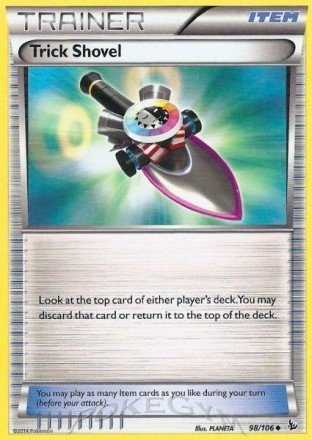 TRAINER ITEM
Trick Shovel
Look at the top card of either player's deck.You may
discard that card or return it to the top of the deck.
You may play as many Item cards as you like during your turn
(before your attack).
©2014 Pokémon
Illus. PLANETA
98/106